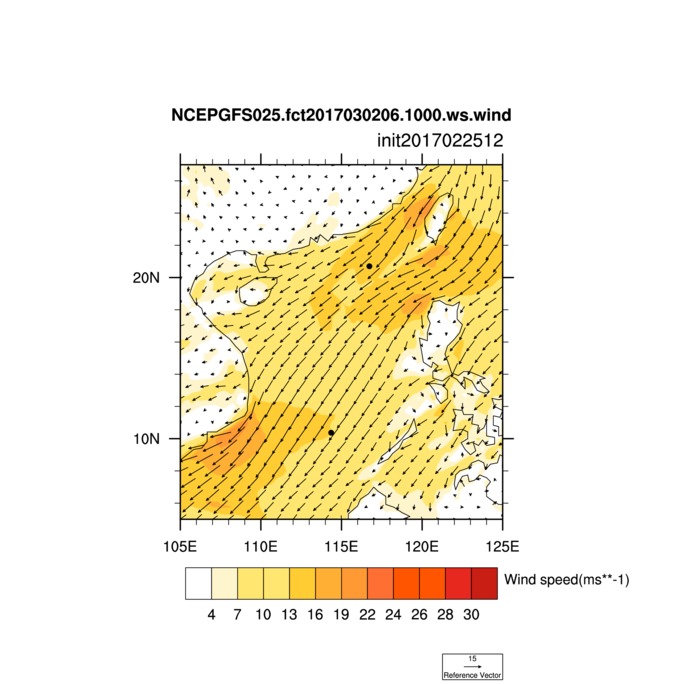 NCEPGFS025.fct2017030206.1000.ws.wind
init2017022512
20N
10N
105E 110E 115E 120E 125E
Wind speed(ms**-1)
4 7 10 13 16 19 22 24 26 28 30
15
Reference Vector